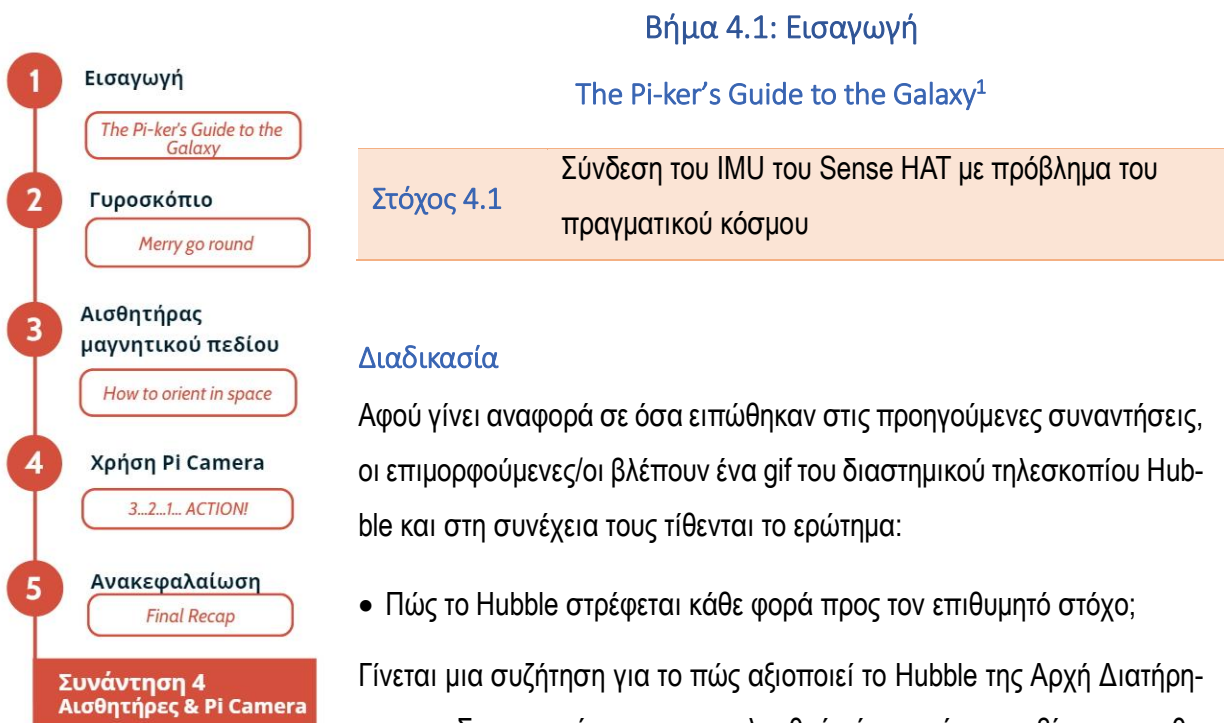 Βήμα 4.1: Εισαγωγή
The Pi-ker's Guide to the Galaxy¹
1
Εισαγωγή
The Pi-ker's Guide to the
Galaxy
2
Γυροσκόπιο
Merry go round
3
Αισθητήρας
μαγνητικού πεδίου
How to orient in space
4
Χρήση Pi Camera
3...2...1... ACTION!
5
Ανακεφαλαίωση
Final Recap
Συνάντηση 4
Αισθητήρες & Pi Camera
Στόχος 4.1
Σύνδεση του IMU του Sense HAT με πρόβλημα του
πραγματικού κόσμου
Διαδικασία
Αφού γίνει αναφορά σε όσα ειπώθηκαν στις προηγούμενες συναντήσεις,
οι επιμορφούμενες/οι βλέπουν ένα gif του διαστημικού τηλεσκοπίου Hub-
ble και στη συνέχεια τους τίθενται το ερώτημα:
• Πώς το Hubble στρέφεται κάθε φορά προς τον επιθυμητό στόχο;
Γίνεται μια συζήτηση για το πώς αξιοποιεί το Hubble της Αρχή Διατήρη-